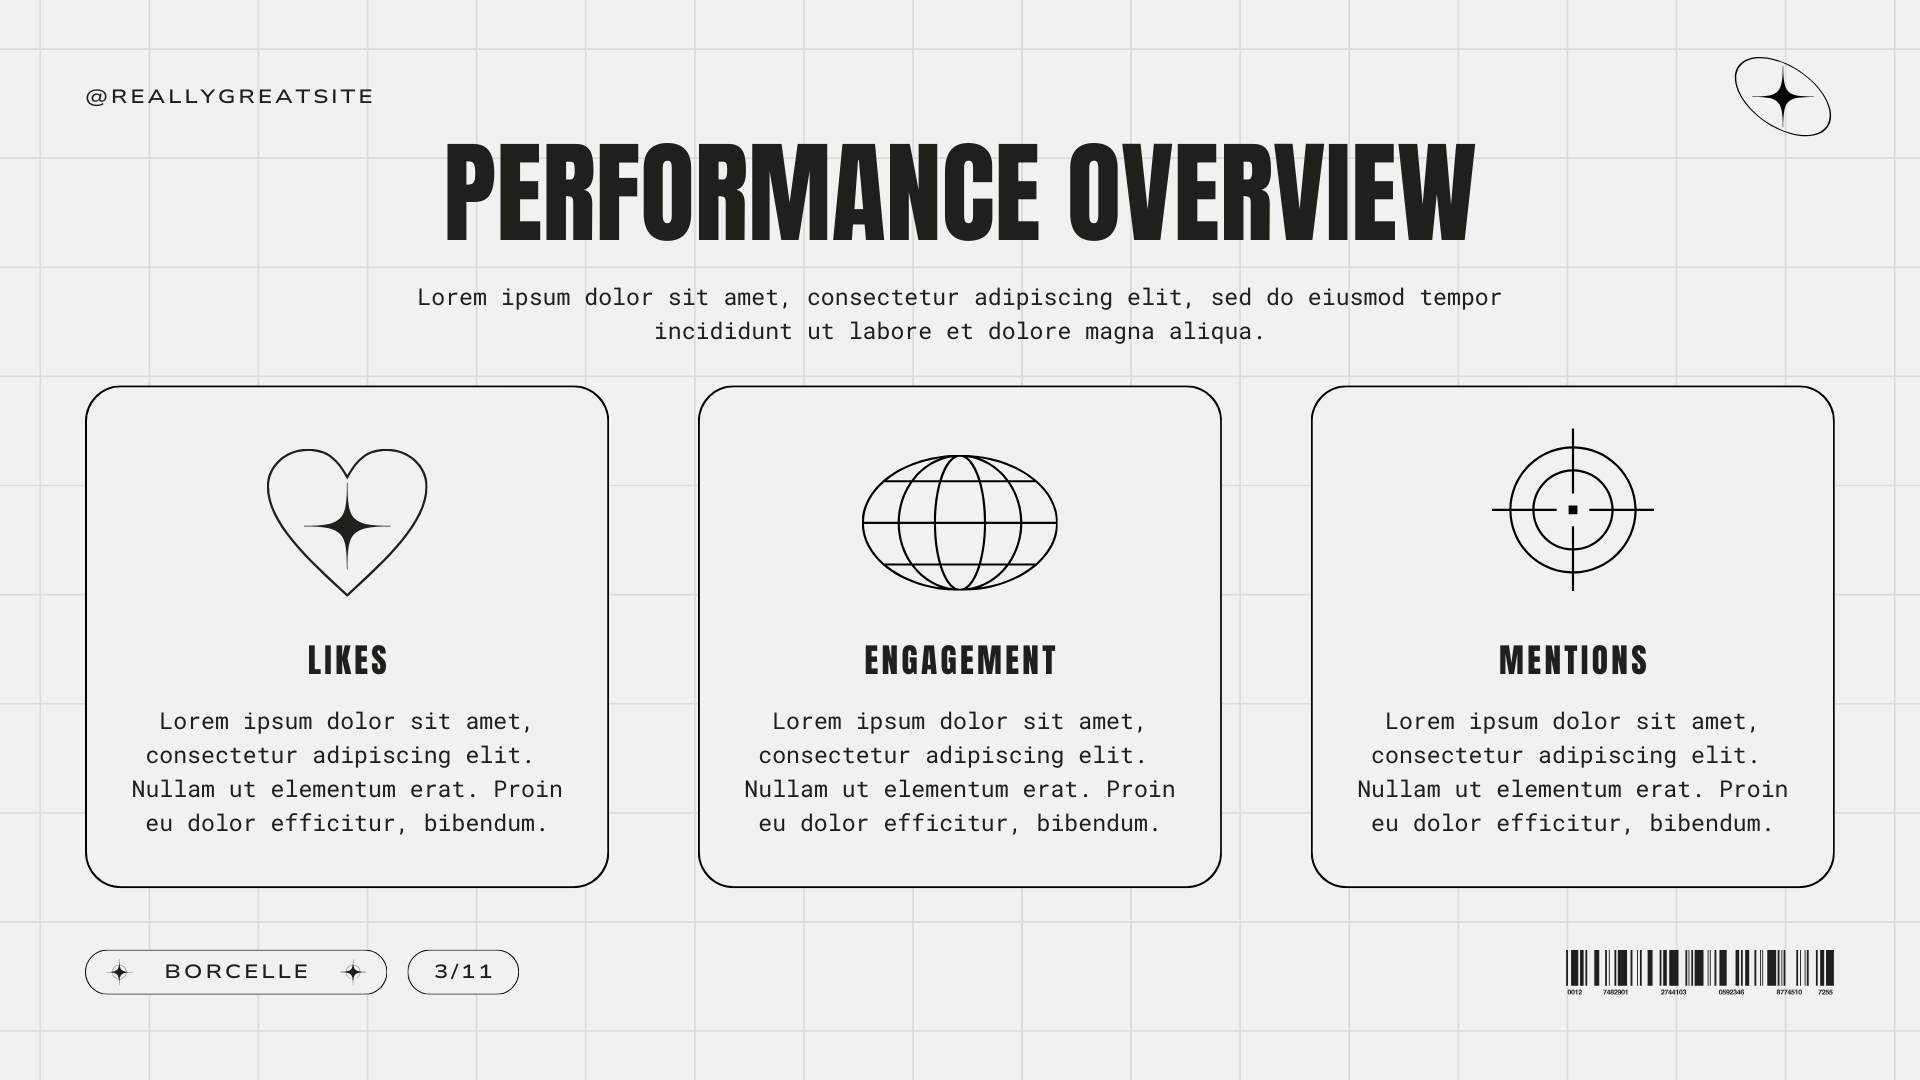 @REALLYGREATSITE
PERFORMANCE OVERVIEW
Lorem ipsum dolor sit amet, consectetur adipiscing elit, sed do eiusmod tempor
incididunt ut labore et dolore magna aliqua.
LIKES
Lorem ipsum dolor sit amet,
consectetur adipiscing elit.
Nullam ut elementum erat. Proin
eu dolor efficitur, bibendum.
ENGAGEMENT
Lorem ipsum dolor sit amet,
consectetur adipiscing elit.
Nullam ut elementum erat. Proin
eu dolor efficitur, bibendum.
MENTIONS
Lorem ipsum dolor sit amet,
consectetur adipiscing elit.
Nullam ut elementum erat. Proin
eu dolor efficitur, bibendum.
BORCELLE
3/11
0012 7482901 2744103 0592346 8774510 7255